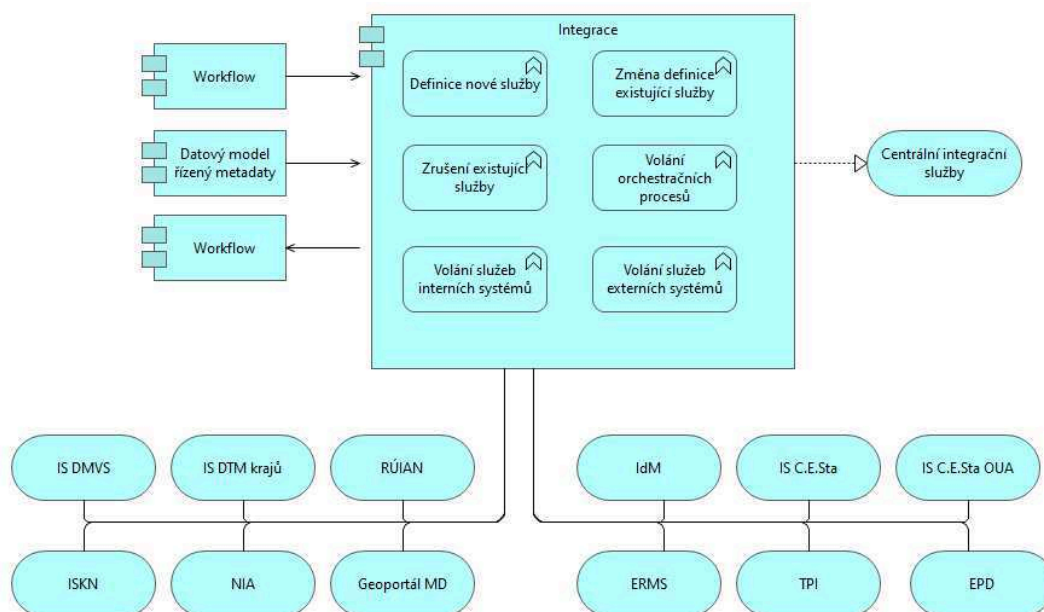 Integrace
Workflow
Definice nové služby
Změna definice
existující služby
Datový model
řízený metadaty
Zrušení existující
služby
Volání
orchestračních
procesů
Centrální integrační
služby
Workflow
Volání služeb
interních systémů
Volání služeb
externích systémů
IS DMVS
IS DTM krajů
RÚIAN
IdM
IS C.E.Sta
IS C.E.Sta OUA
ISKN
NIA
Geoportál MD
ERMS
TPI
EPD